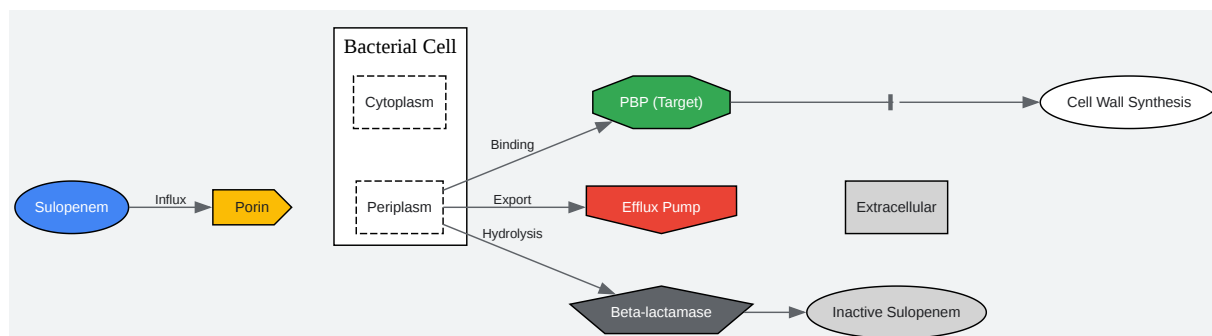 Bacterial Cell
Cytoplasm
PBP (Target)
Cell Wall Synthesis
Binding
Sulopenem
Influx
Porin
Periplasm
Export
Efflux Pump
Extracellular
Hydrolysis
Beta-lactamase
Inactive Sulopenem